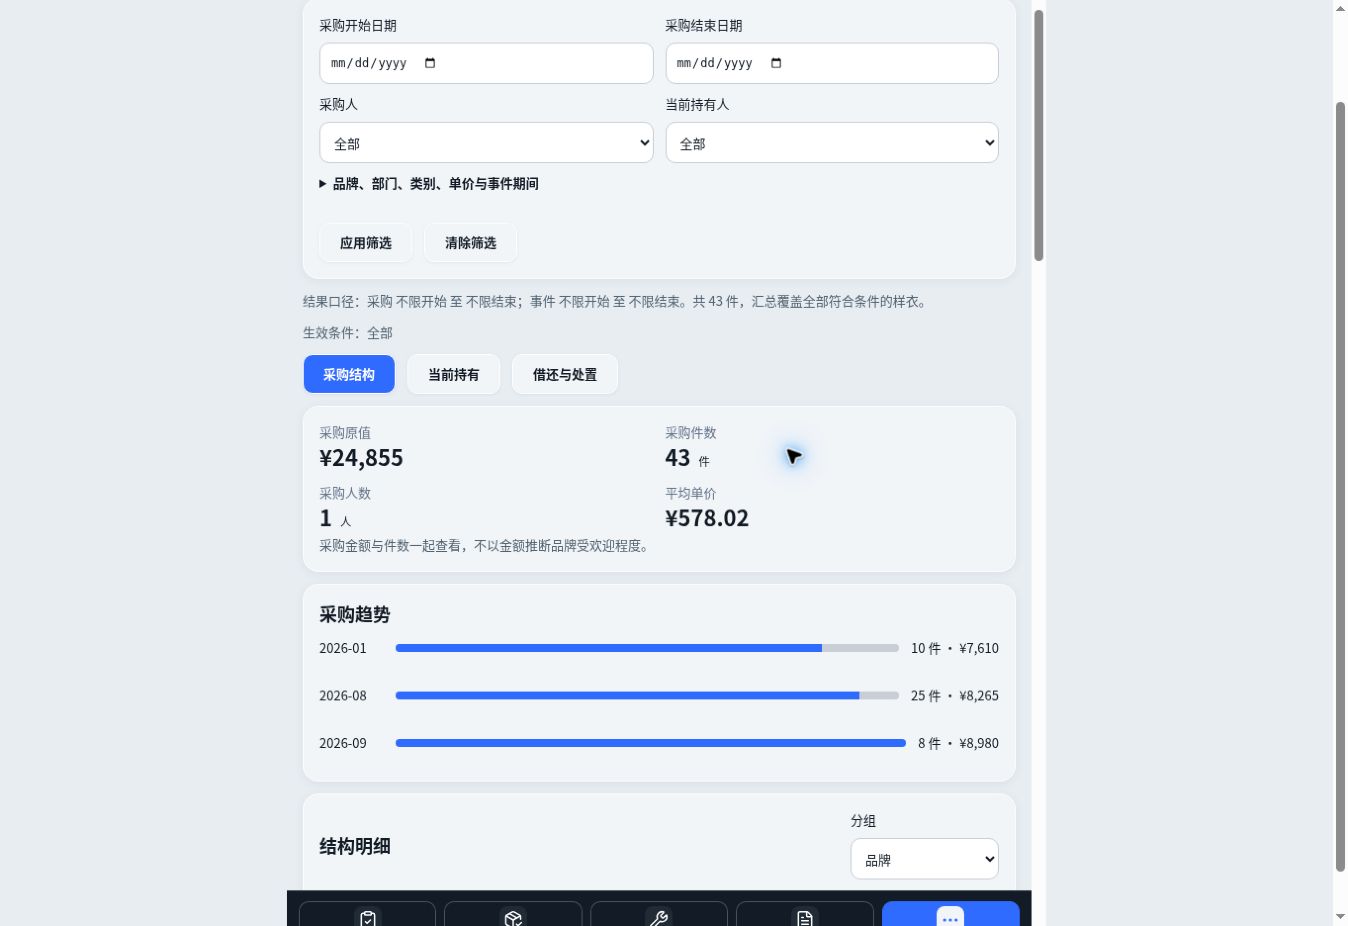 采购开始日期 采购结束日期
mm/dd/yyyy mm/dd/yyyy
采购人 当前持有人
全部 全部
▶ 品牌、部门、类别、单价与事件期间
应用筛选 清除筛选
结果口径：采购 不限开始 至 不限结束；事件 不限开始 至 不限结束。共 43 件，汇总覆盖全部符合条件的样衣。
生效条件：全部
采购结构 当前持有 借还与处置
采购原值 采购件数
¥24,855 43 件
采购人数 平均单价
1 人 ¥578.02
采购金额与件数一起查看，不以金额推断品牌受欢迎程度。
采购趋势
2026-01 10 件 · ¥7,610
2026-08 25 件 · ¥8,265
2026-09 8 件 · ¥8,980
分组
结构明细
品牌